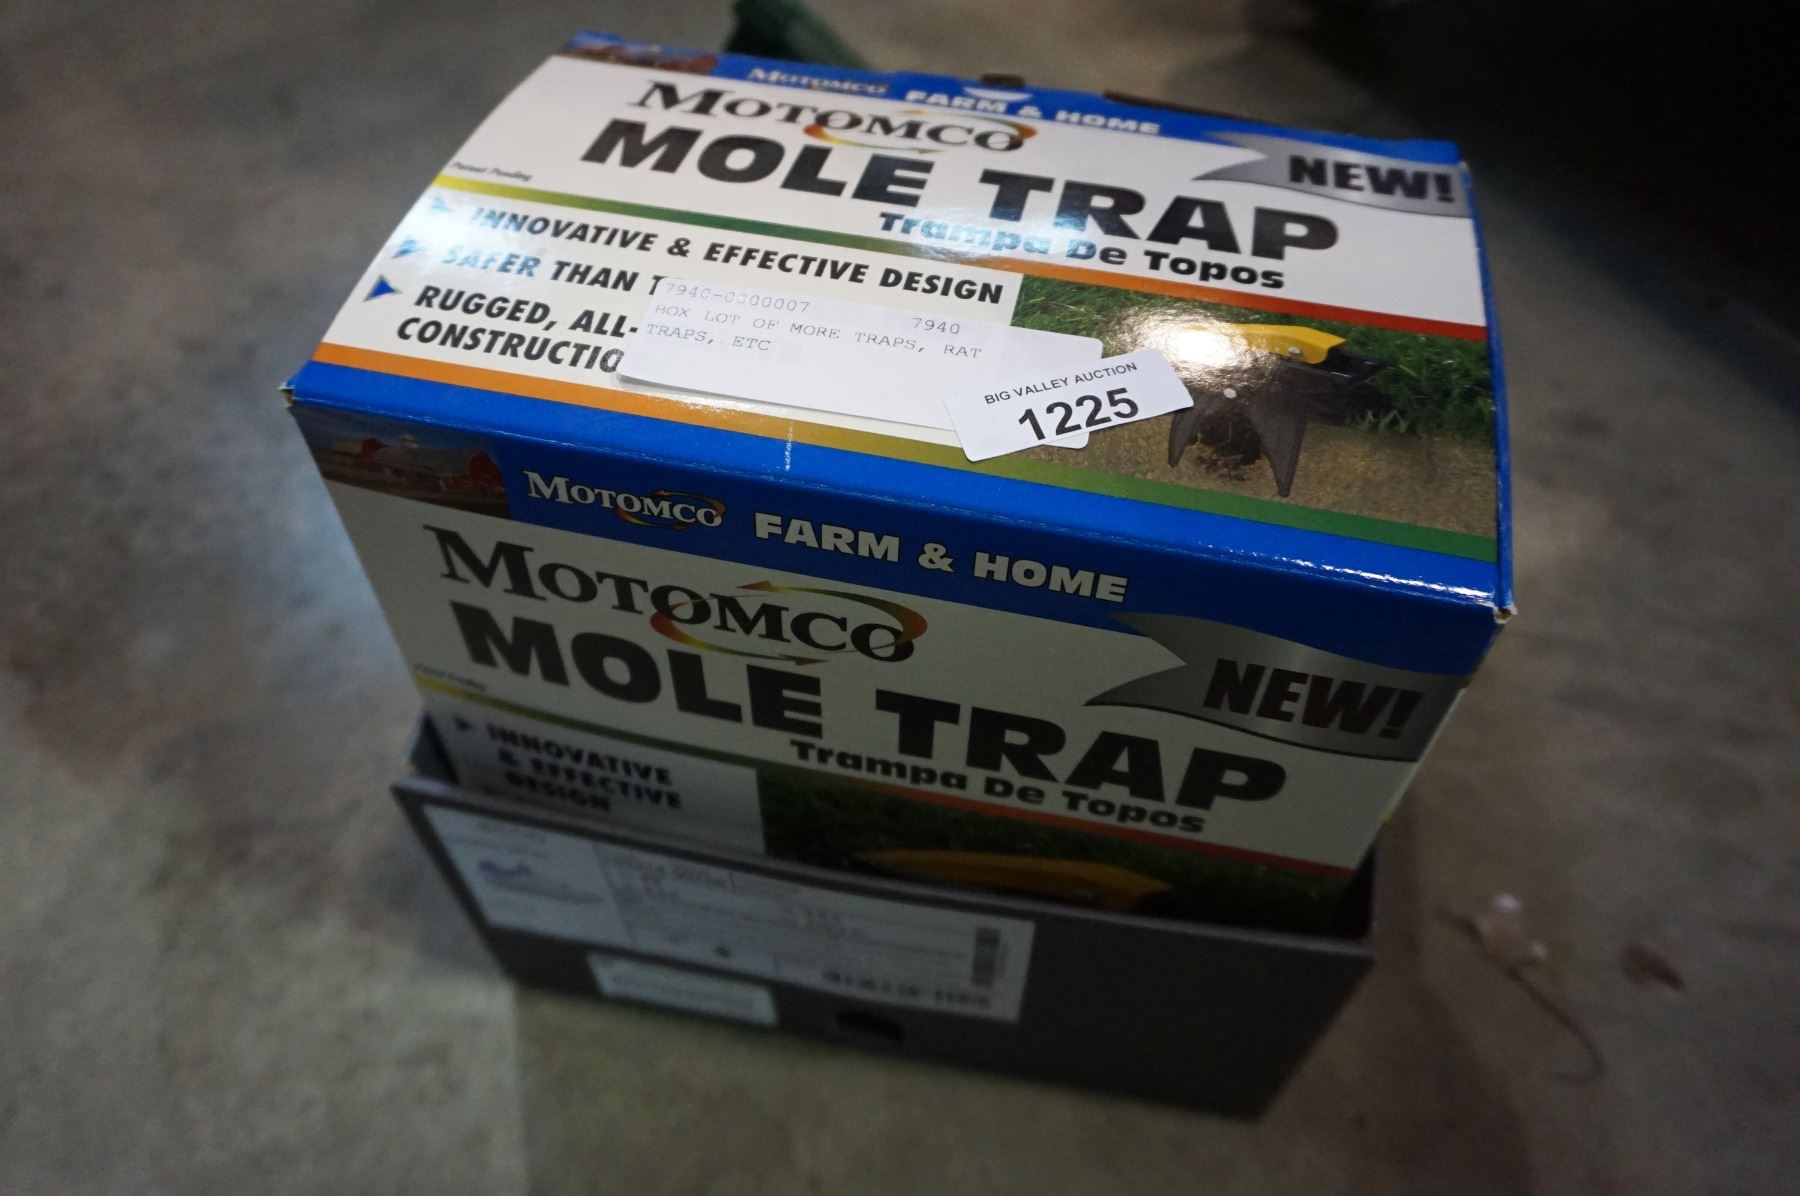 MOTOMCO FARM & HOME
MOTOMCO
MOLE TRAP
NEW!
Trampa De Topos
Patent Pending
INNOVATIVE & EFFECTIVE DESIGN
SAFER THAN
RUGGED, ALL-
CONSTRUCTIO
7940-0000007 7940
BOX LOT OF MORE TRAPS, RAT
TRAPS, ETC
BIG VALLEY AUCTION
1225
MOTOMCO FARM & HOME
MOTOMCO
MOLE TRAP
NEW!
Trampa De Topos
INNOVATIVE
& EFFECTIVE
DESIGN